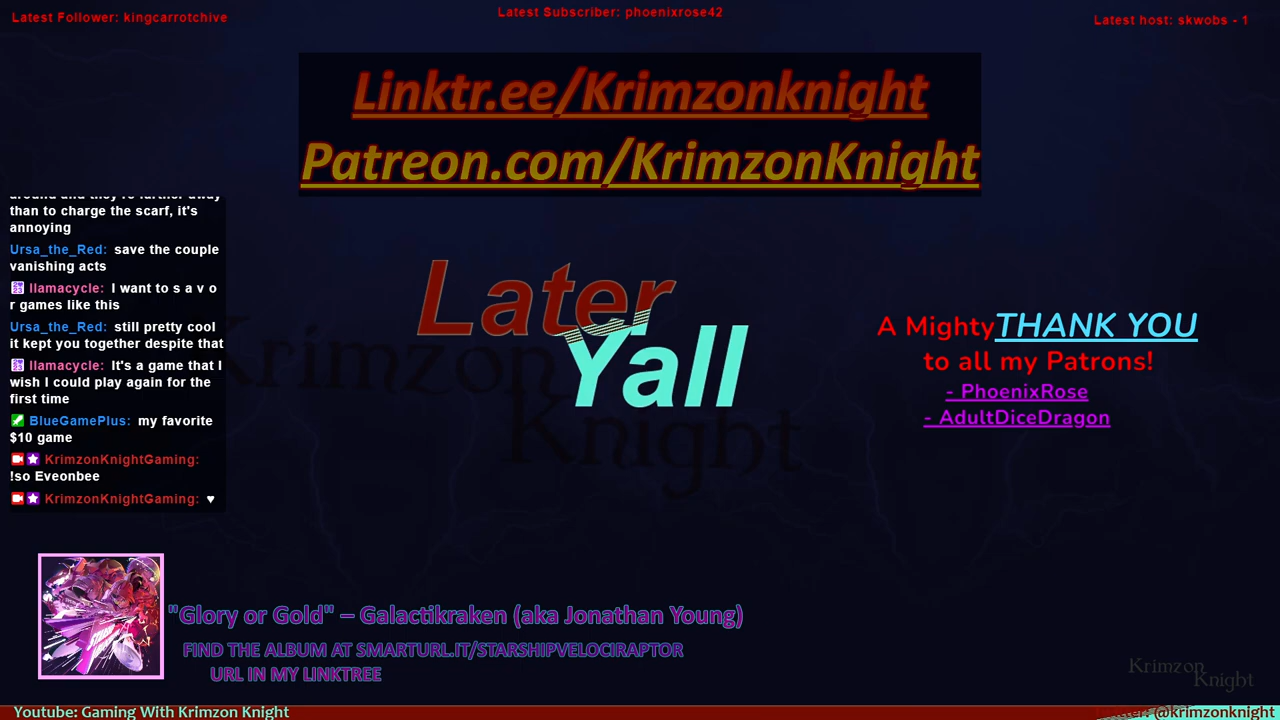 Latest Follower: kingcarrotchive
Latest Subscriber: phoenixrose42
Latest host: skwobs - 1
Linktr.ee/Krimzonknight
Patreon.com/KrimzonKnight
than to charge the scarf, it's
annoying
Ursa_the_Red: save the couple
vanishing acts
llamacycle: I want to s a v o
r games like this
Ursa_the_Red: still pretty cool
it kept you together despite that
llamacycle: It's a game that I
wish I could play again for the
first time
BlueGamePlus: my favorite
$10 game
KrimzonKnightGaming:
!so Eveonbee
KrimzonKnightGaming: ♥
Later
Yall
Krimzon
Knight
A Mighty THANK YOU
to all my Patrons!
- PhoenixRose
- AdultDiceDragon
"Glory or Gold" – Galactikraken (aka Jonathan Young)
FIND THE ALBUM AT SMARTURL.IT/STARSHIPVELOCIRAPTOR
URL IN MY LINKTREE
Krimzon
Knight
Youtube: Gaming With Krimzon Knight
Twitter: @krimzonknight